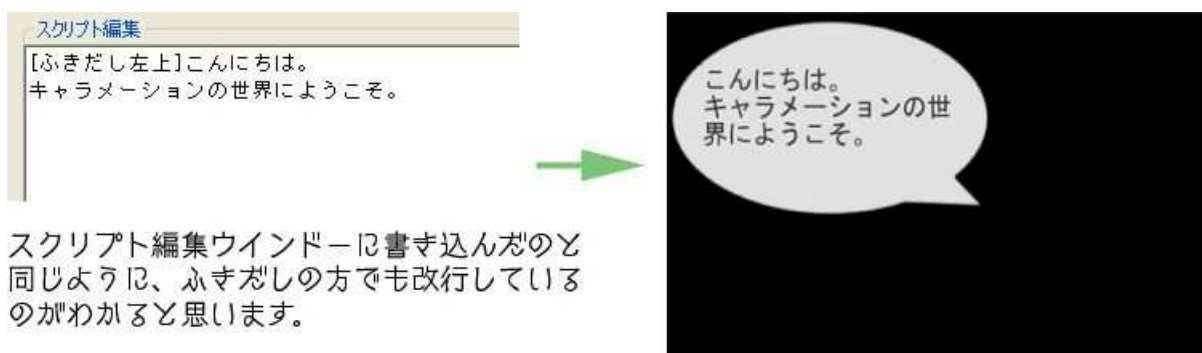 スクリプト編集
[ふきだし左上]こんにちは。
キャラメーションの世界にようこそ。
スクリプト編集ウインドーに書き込んだのと
同じように、ふきだしの方でも改行している
のがわかると思います。
こんにちは。
キャラメーションの世
界にようこそ。